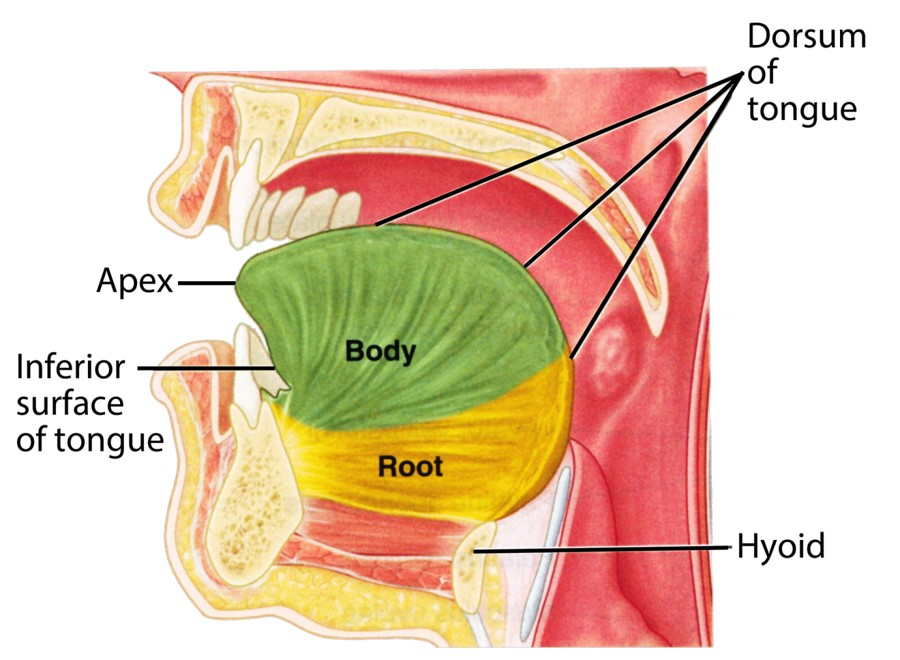 Dorsum
of
tongue
Apex
Body
Inferior
surface
of tongue
Root
Hyoid